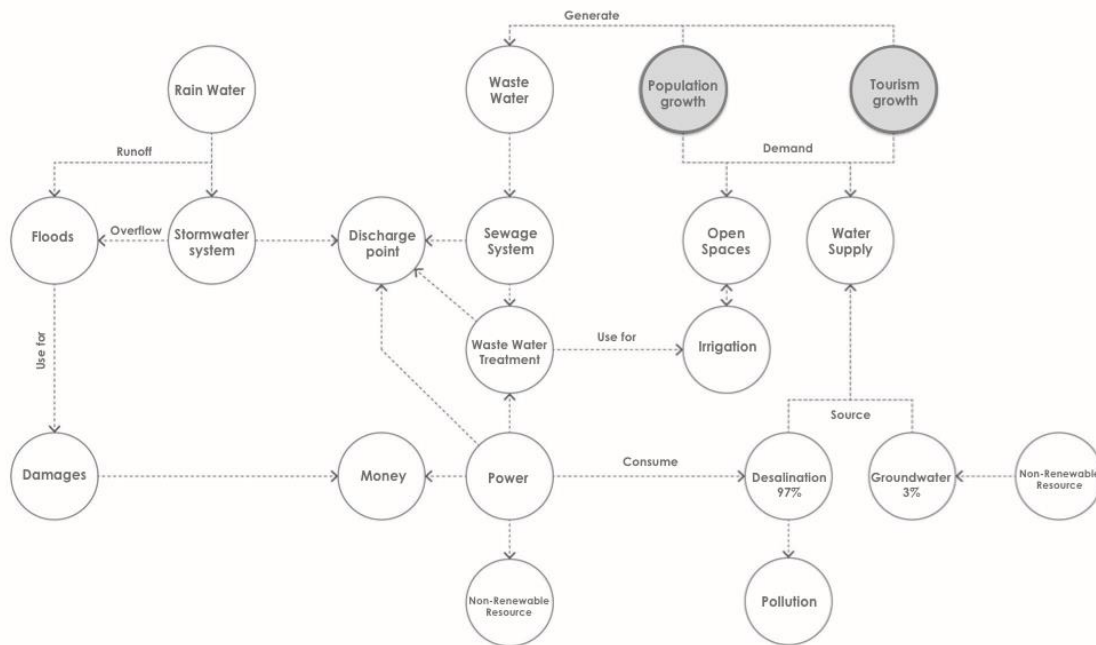 Generate
Rain Water
Waste
Water
Population
growth
Tourism
growth
Runoff
Demand
Floods
Overflow
Stormwater
system
Discharge
point
Sewage
System
Open
Spaces
Water
Supply
Use for
Waste Water
Treatment
Use for
Irrigation
Source
Damages
Money
Power
Consume
Desalination
97%
Groundwater
3%
Non-Renewable
Resource
Non-Renewable
Resource
Pollution